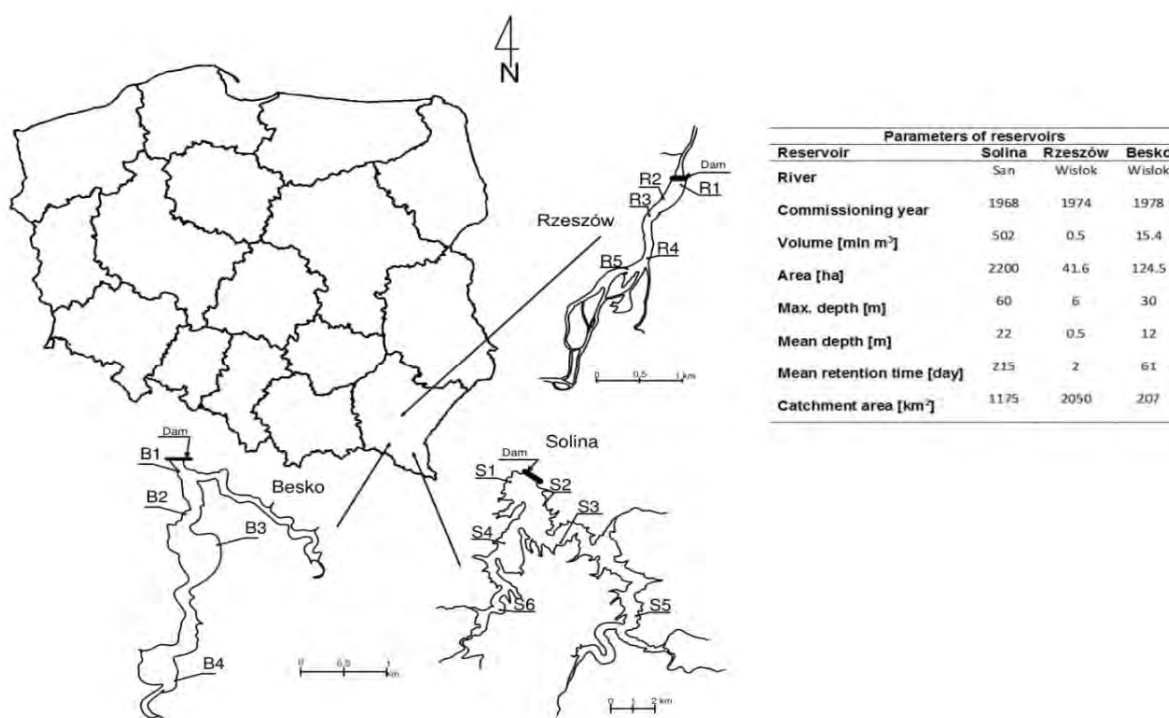 N
Dam
R2
R1
R3
Rzeszów
R4
R5
0 0,5 1 km
Parameters of reservoirs
Reservoir Solina Rzeszów Besko
River San Wisłok Wisłok
Commissioning year 1968 1974 1978
Volume [mln m³] 502 0.5 15.4
Area [ha] 2200 41.6 124.5
Max. depth [m] 60 6 30
Mean depth [m] 22 0.5 12
Mean retention time [day] 215 2 61
Catchment area [km²] 1175 2050 207
Dam
B1
Besko
B2
B3
B4
0 0,5 1
km
Solina
Dam
S1
S2
S3
S4
S6
S5
0 1 2 km